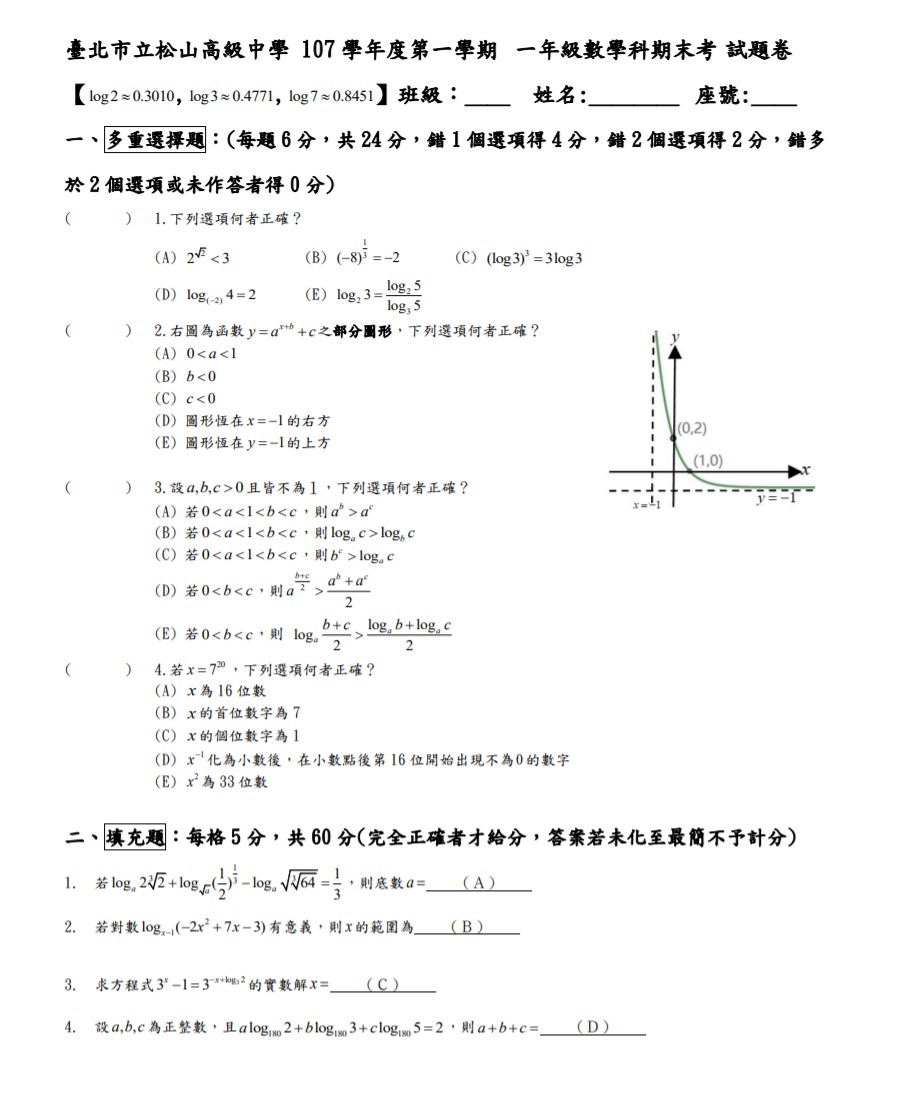 臺北市立松山高級中學 107 學年度第一學期 一年級數學科期末考 試題卷
【log2≈0.3010, log3≈0.4771, log7≈0.8451】班級：____ 姓名:________ 座號:____
一、多重選擇題：(每題 6 分，共 24 分，錯 1 個選項得 4 分，錯 2 個選項得 2 分，錯多
於 2 個選項或未作答者得 0 分)
( ) 1.下列選項何者正確？
(A) 2^{√2} < 3 (B) (−8)^{1/3} = −2 (C) (log3)^3 = 3log3
(D) log_{(−2)} 4 = 2 (E) log_2 3 = \frac{log_2 5}{log_3 5}
( ) 2.右圖為函數 y = a^{x+b} + c 之部分圖形，下列選項何者正確？
(A) 0 < a < 1
(B) b < 0
(C) c < 0
(D) 圖形恆在 x = −1 的右方
(E) 圖形恆在 y = −1 的上方
y
(0,2)
(1,0)
x
x = −1
y = −1
( ) 3.設 a,b,c > 0 且皆不為 1，下列選項何者正確？
(A) 若 0 < a < 1 < b < c，則 a^b > a^c
(B) 若 0 < a < 1 < b < c，則 log_a c > log_b c
(C) 若 0 < a < 1 < b < c，則 b^c > log_a c
(D) 若 0 < b < c，則 a^{\frac{b+c}{2}} > \frac{a^b + a^c}{2}
(E) 若 0 < b < c，則 log_a \frac{b+c}{2} > \frac{log_a b + log_a c}{2}
( ) 4.若 x = 7^{20}，下列選項何者正確？
(A) x 為 16 位數
(B) x 的首位數字為 7
(C) x 的個位數字為 1
(D) x^{−1} 化為小數後，在小數點後第 16 位開始出現不為 0 的數字
(E) x^2 為 33 位數
二、填充題：每格 5 分，共 60 分(完全正確者才給分，答案若未化至最簡不予計分)
1. 若 log_a 2∛2 + log_{√a} (1/2)^{1/3} − log_a √(∛64) = 1/3，則底數 a = ____(A)____
2. 若對數 log_{x−1}(−2x^2 + 7x − 3) 有意義，則 x 的範圍為____(B)____
3. 求方程式 3^x − 1 = 3^{−x+log_3 2} 的實數解 x = ____(C)____
4. 設 a,b,c 為正整數，且 a log_{180} 2 + b log_{180} 3 + c log_{180} 5 = 2，則 a + b + c = ____(D)____